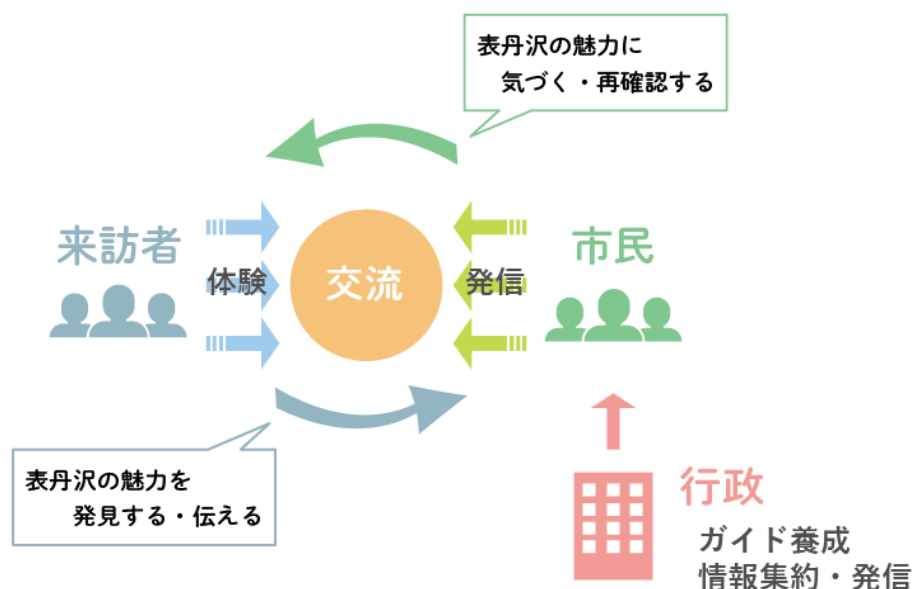 表丹沢の魅力に
気づく・再確認する
来訪者
体験
交流
発信
市民
表丹沢の魅力を
発見する・伝える
行政
ガイド養成
情報集約・発信